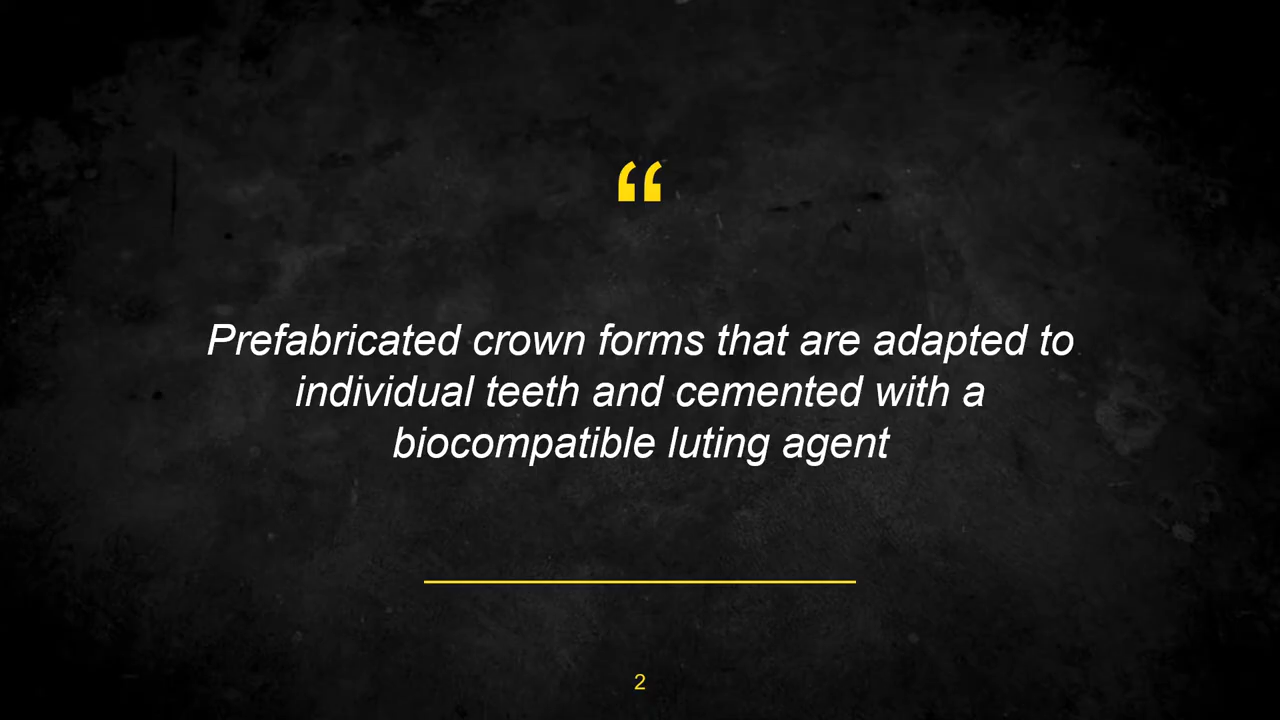 “
Prefabricated crown forms that are adapted to
individual teeth and cemented with a
biocompatible luting agent
2